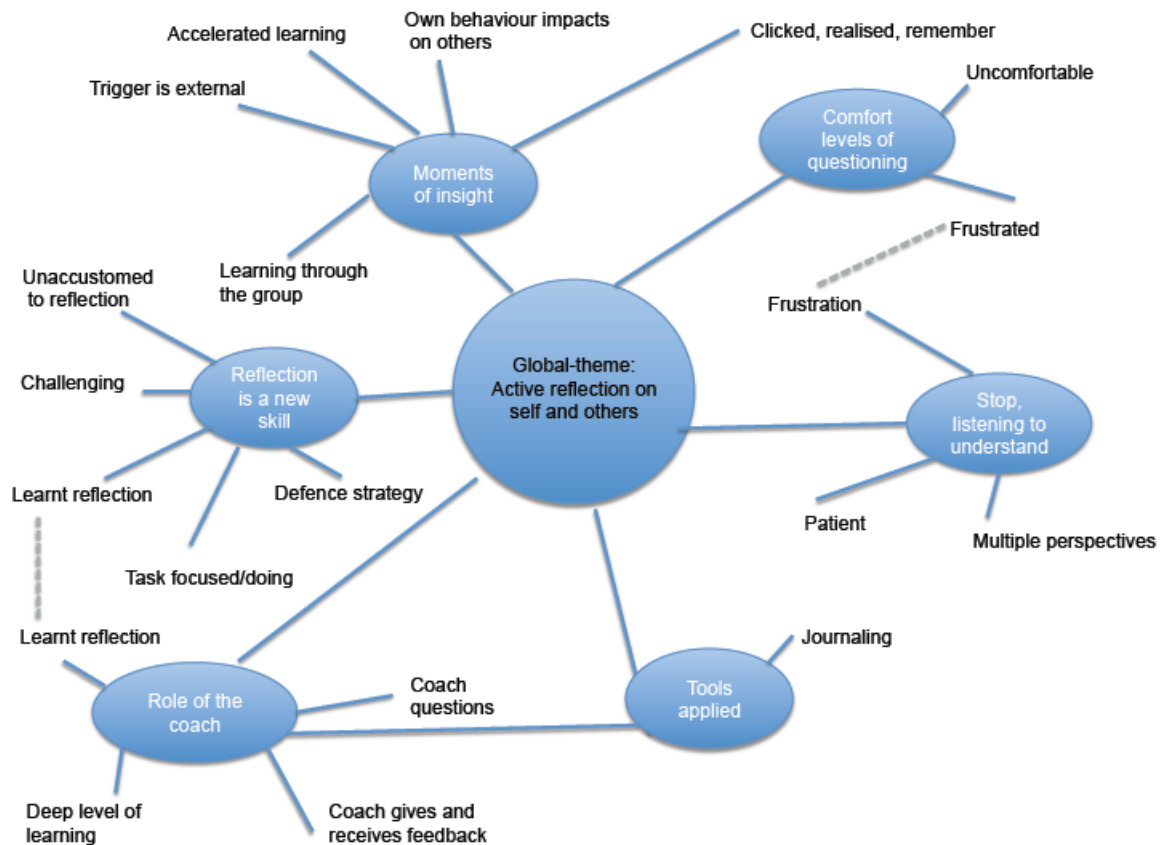 Own behaviour impacts
on others
Accelerated learning
Clicked, realised, remember
Trigger is external
Uncomfortable
Comfort
levels of
questioning
Moments
of insight
Frustrated
Learning through
the group
Unaccustomed
to reflection
Frustration
Global-theme:
Active reflection on
self and others
Reflection
is a new
skill
Challenging
Stop,
listening to
understand
Learnt reflection
Defence strategy
Patient
Multiple perspectives
Task focused/doing
Learnt reflection
Journaling
Role of the
coach
Coach
questions
Tools
applied
Deep level of
learning
Coach gives and
receives feedback